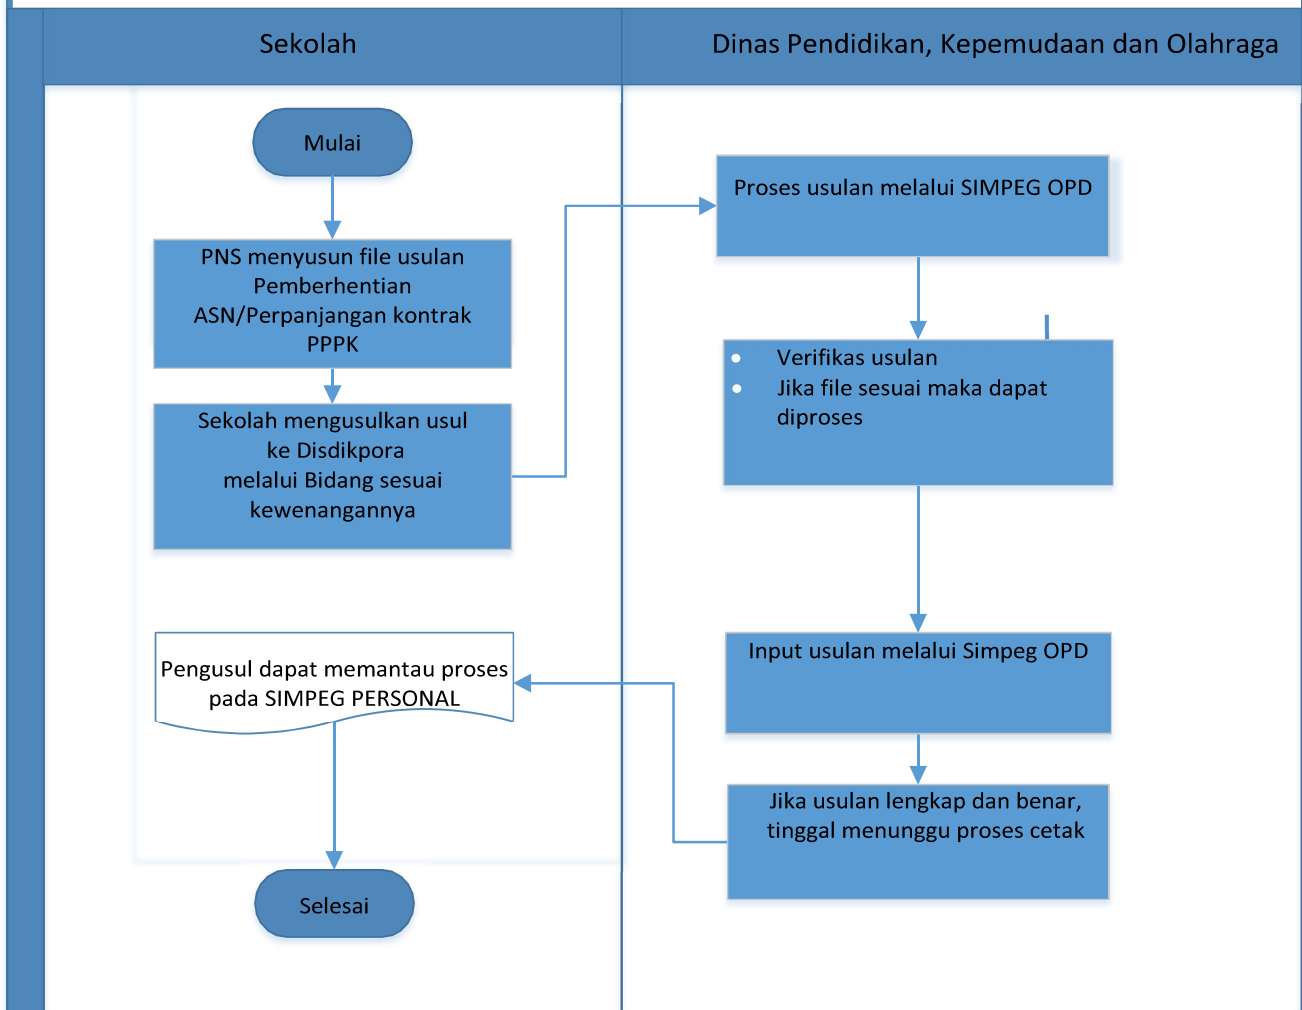 Sekolah
Dinas Pendidikan, Kepemudaan dan Olahraga
Mulai
PNS menyusun file usulan
Pemberhentian
ASN/Perpanjangan kontrak
PPPK
Sekolah mengusulkan usul
ke Disdikpora
melalui Bidang sesuai
kewenangannya
Proses usulan melalui SIMPEG OPD
• Verifikas usulan
• Jika file sesuai maka dapat
diproses
Input usulan melalui Simpeg OPD
Jika usulan lengkap dan benar,
tinggal menunggu proses cetak
Pengusul dapat memantau proses
pada SIMPEG PERSONAL
Selesai